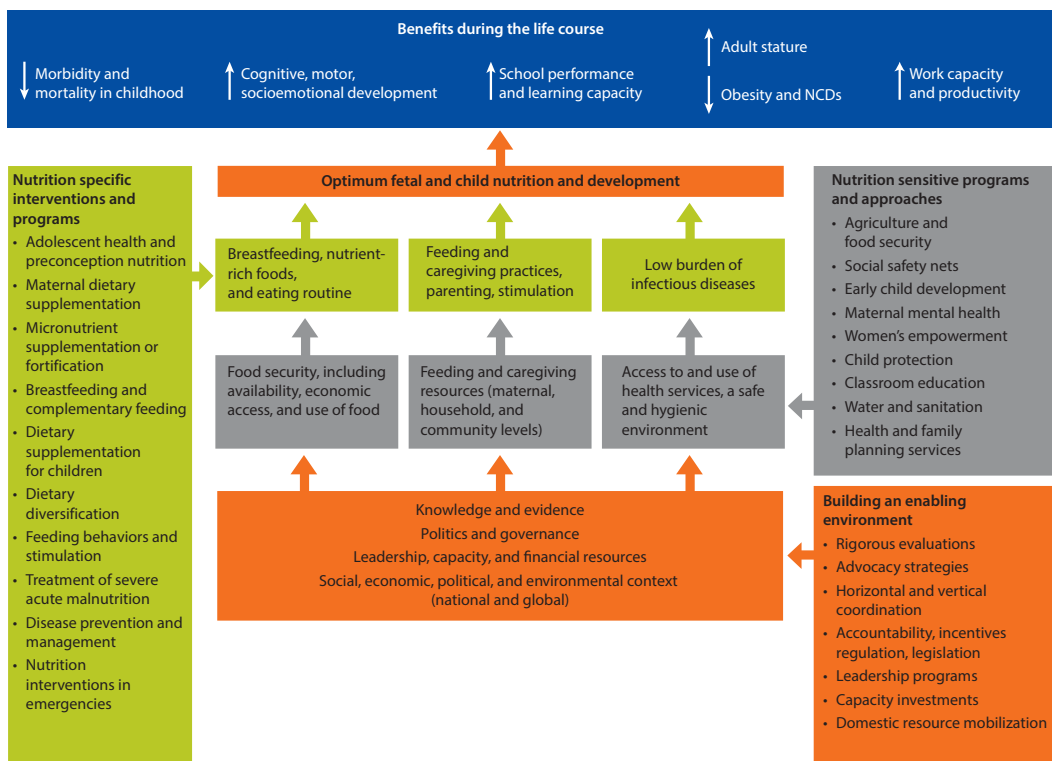 Benefits during the life course
Morbidity and
mortality in childhood
Cognitive, motor,
socioemotional development
School performance
and learning capacity
Adult stature
Obesity and NCDs
Work capacity
and productivity
Nutrition specific
interventions and
programs
• Adolescent health and
preconception nutrition
• Maternal dietary
supplementation
• Micronutrient
supplementation or
fortification
• Breastfeeding and
complementary feeding
• Dietary
supplementation
for children
• Dietary
diversification
• Feeding behaviors and
stimulation
• Treatment of severe
acute malnutrition
• Disease prevention and
management
• Nutrition
interventions in
emergencies
Optimum fetal and child nutrition and development
Breastfeeding, nutrient-
rich foods,
and eating routine
Feeding and
caregiving practices,
parenting, stimulation
Low burden of
infectious diseases
Food security, including
availability, economic
access, and use of food
Feeding and caregiving
resources (maternal,
household, and
community levels)
Access to and use of
health services, a safe
and hygienic
environment
Knowledge and evidence
Politics and governance
Leadership, capacity, and financial resources
Social, economic, political, and environmental context
(national and global)
Nutrition sensitive programs
and approaches
• Agriculture and
food security
• Social safety nets
• Early child development
• Maternal mental health
• Women's empowerment
• Child protection
• Classroom education
• Water and sanitation
• Health and family
planning services
Building an enabling
environment
• Rigorous evaluations
• Advocacy strategies
• Horizontal and vertical
coordination
• Accountability, incentives
regulation, legislation
• Leadership programs
• Capacity investments
• Domestic resource mobilization